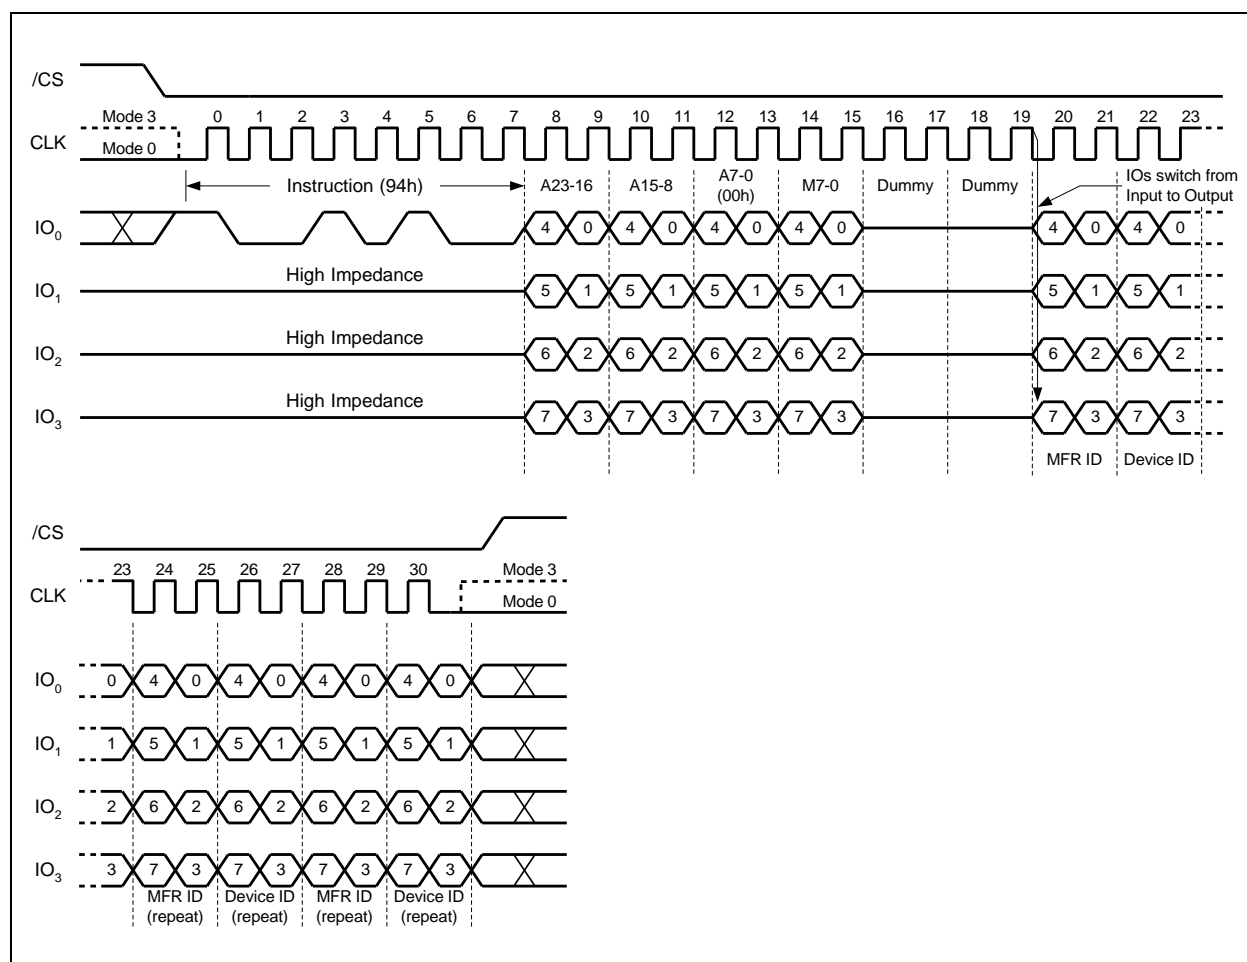 /CS
Mode 3 0 1 2 3 4 5 6 7 8 9 10 11 12 13 14 15 16 17 18 19 20 21 22 23
CLK
Mode 0
Instruction (94h) A23-16 A15-8 A7-0 (00h) M7-0 Dummy Dummy
IOs switch from
Input to Output
IO0 4 0 4 0 4 0 4 0 4 0 4 0
High Impedance
IO1 5 1 5 1 5 1 5 1 5 1 5 1
High Impedance
IO2 6 2 6 2 6 2 6 2 6 2 6 2
High Impedance
IO3 7 3 7 3 7 3 7 3 7 3 7 3
MFR ID Device ID
/CS
23 24 25 26 27 28 29 30 Mode 3
CLK
Mode 0
IO0 0 4 0 4 0 4 0 4 0
IO1 1 5 1 5 1 5 1 5 1
IO2 2 6 2 6 2 6 2 6 2
IO3 3 7 3 7 3 7 3 7 3
MFR ID Device ID MFR ID Device ID
(repeat) (repeat) (repeat) (repeat)